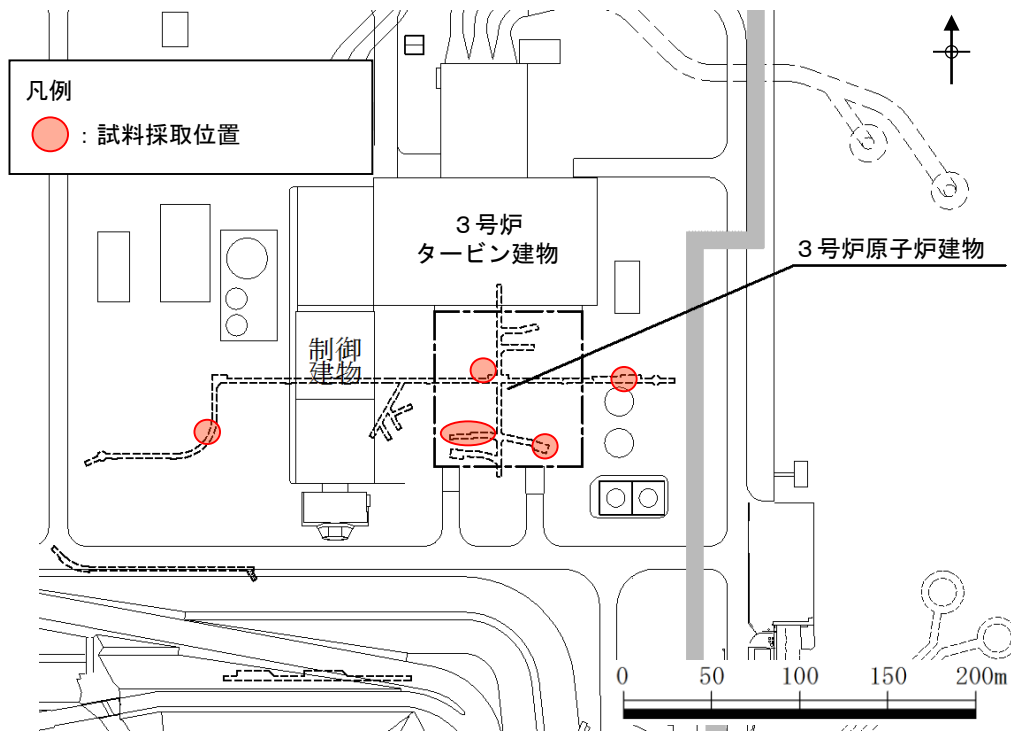 凡例
：試料採取位置
３号炉
タービン建物
３号炉原子炉建物
制御
建物
0 50 100 150 200m